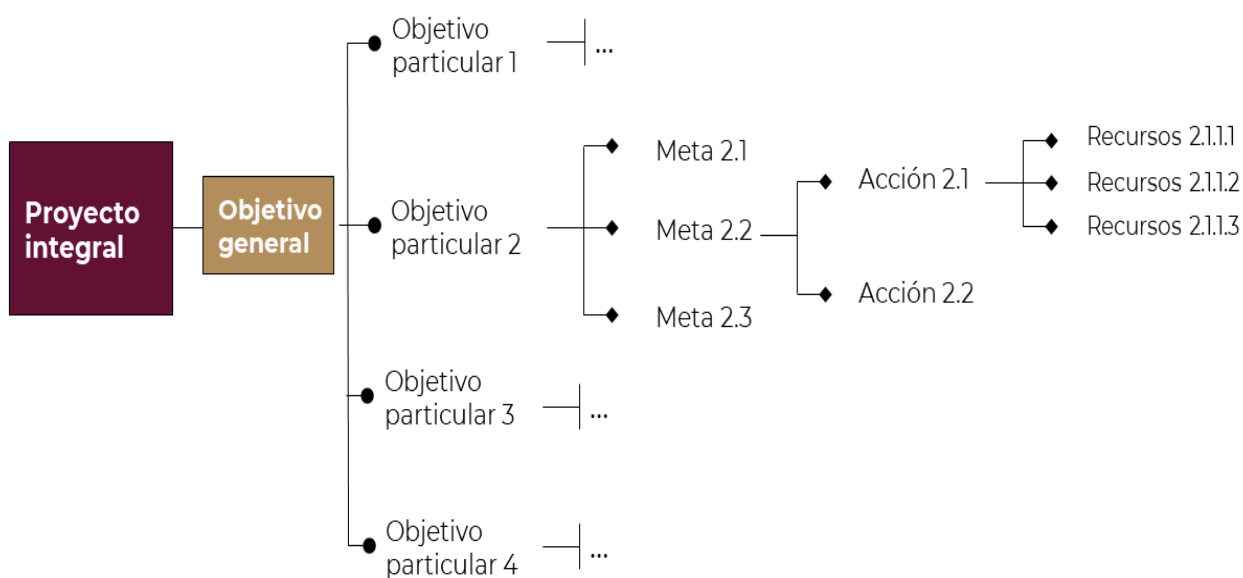 Proyecto
integral
Objetivo
general
Objetivo
particular 1
...
Objetivo
particular 2
Meta 2.1
Meta 2.2
Meta 2.3
Acción 2.1
Acción 2.2
Recursos 2.1.1.1
Recursos 2.1.1.2
Recursos 2.1.1.3
Objetivo
particular 3
...
Objetivo
particular 4
...